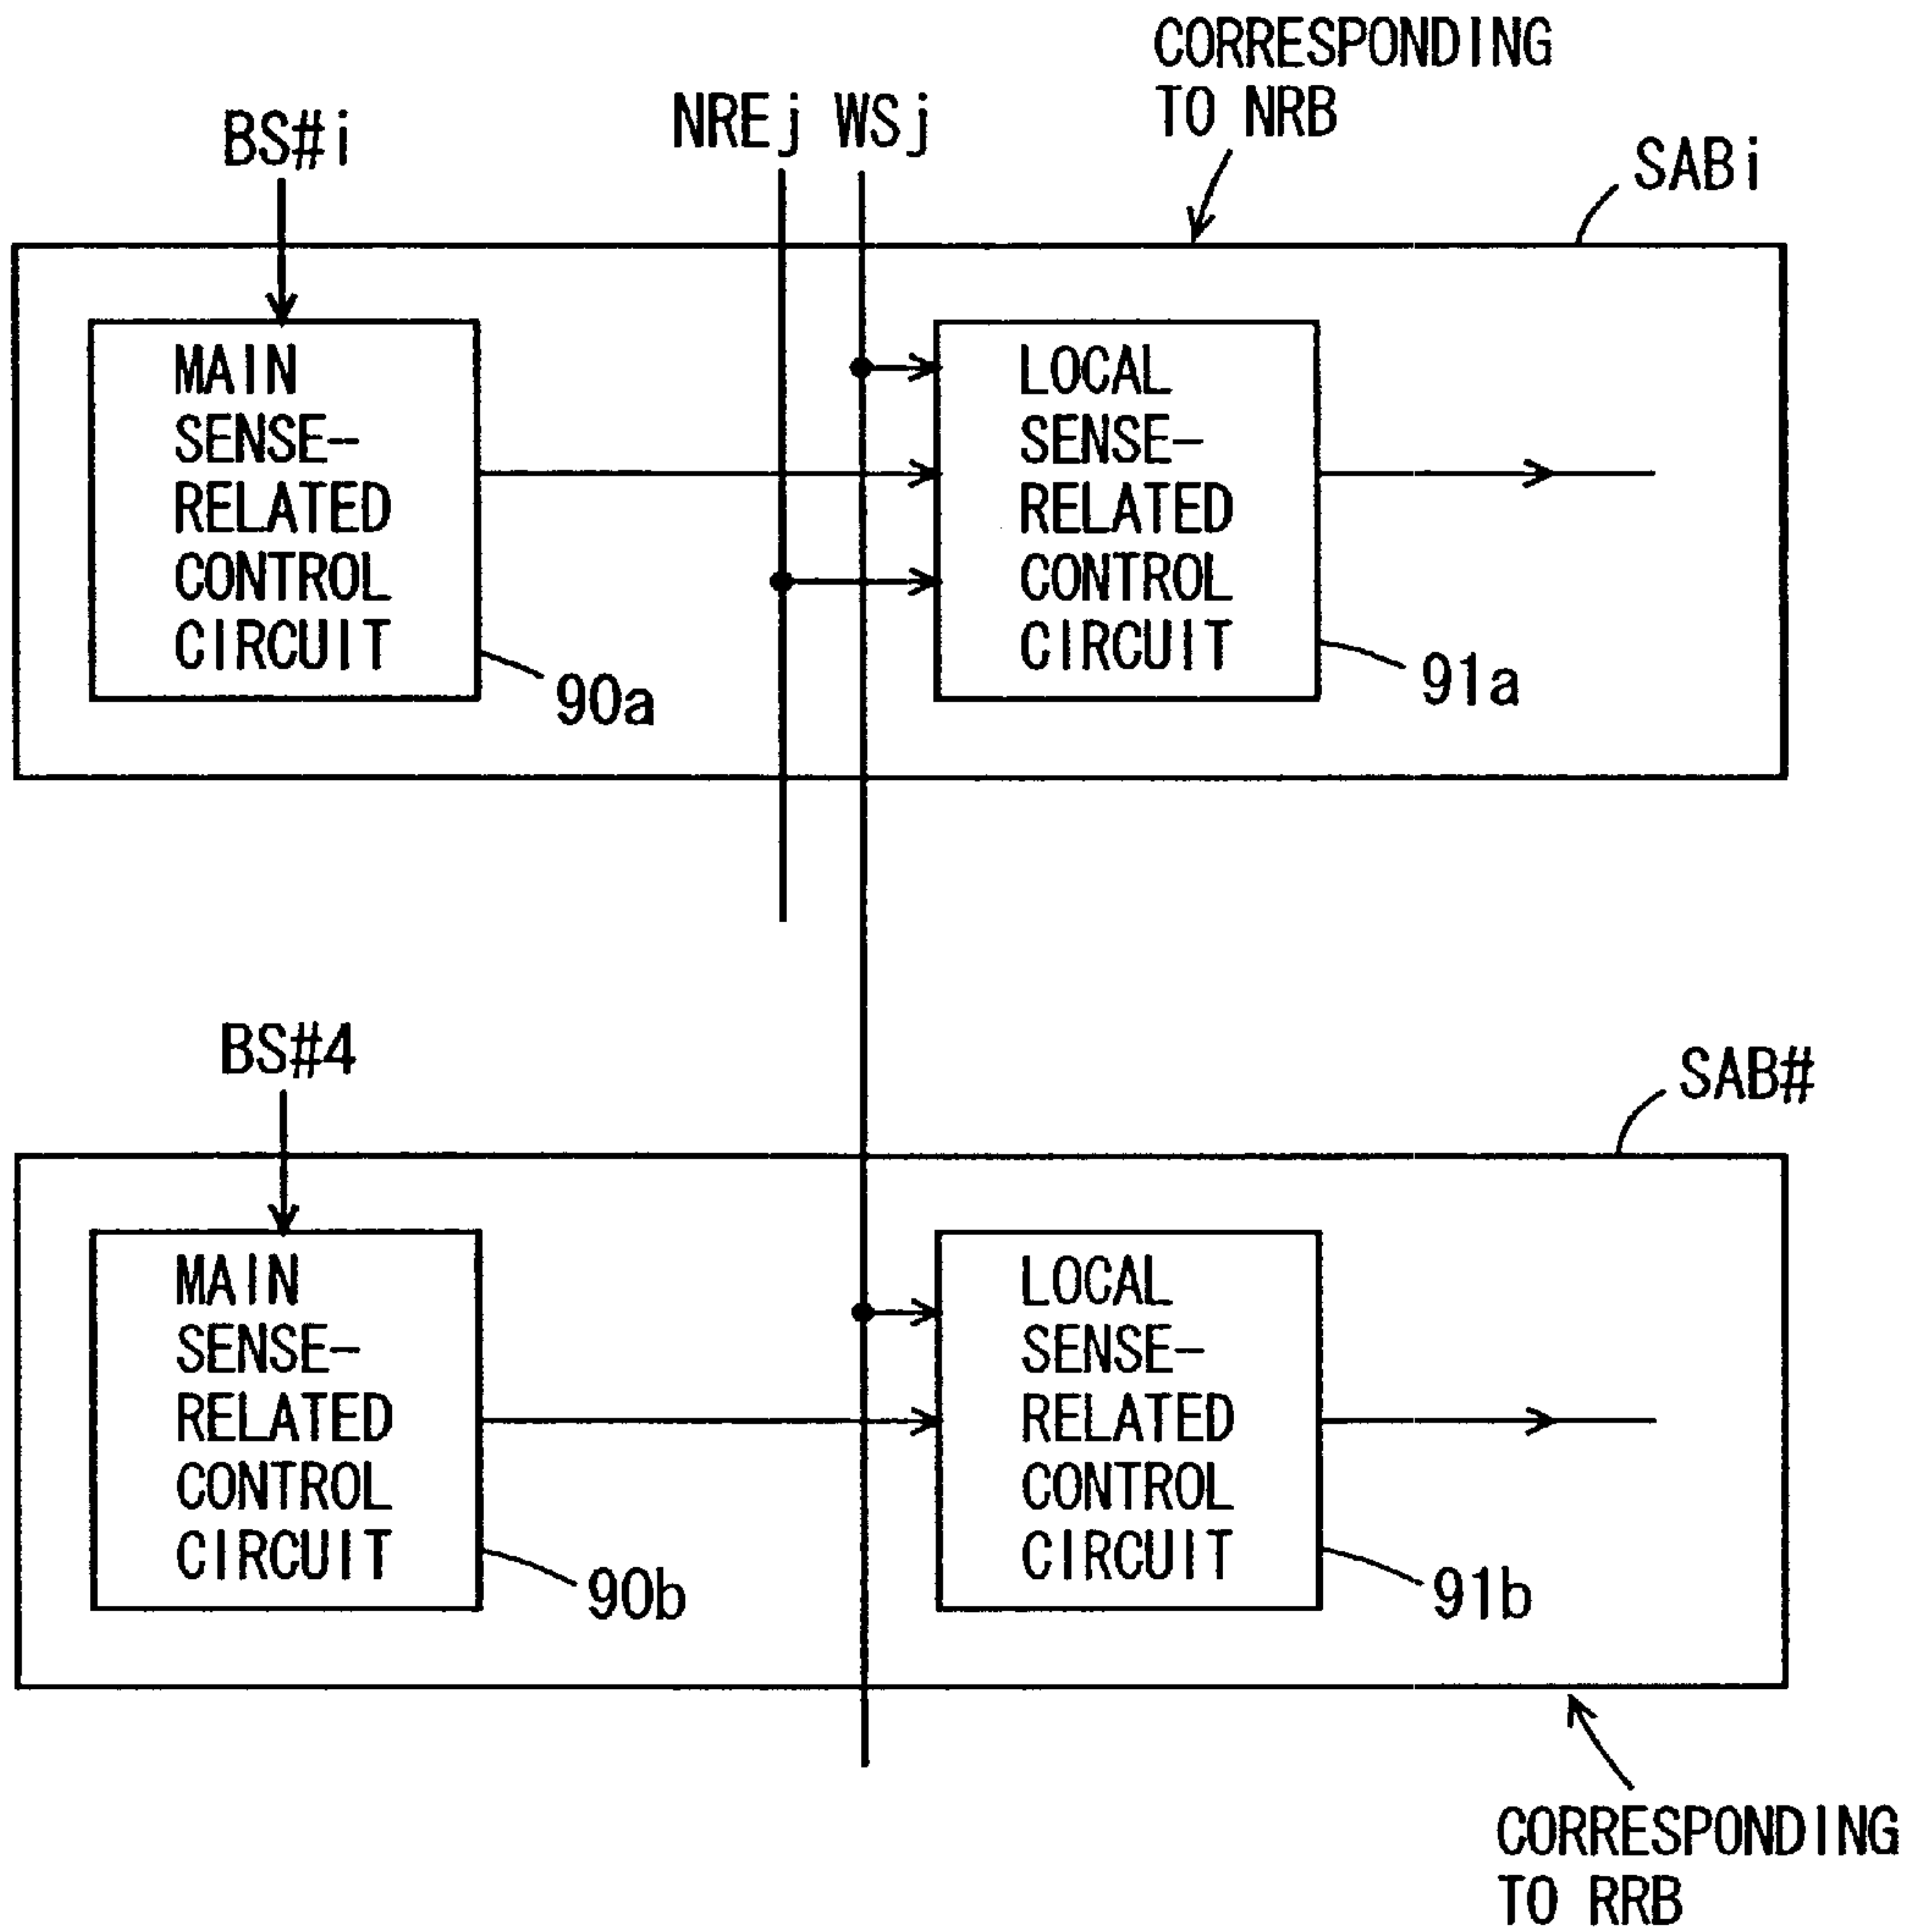 CORRESPONDING
TO NRB
BS#i
NREj WSj
SABi
MAIN
SENSE-
RELATED
CONTROL
CIRCUIT
90a
LOCAL
SENSE-
RELATED
CONTROL
CIRCUIT
91a
BS#4
SAB#
MAIN
SENSE-
RELATED
CONTROL
CIRCUIT
90b
LOCAL
SENSE-
RELATED
CONTROL
CIRCUIT
91b
CORRESPONDING
TO RRB